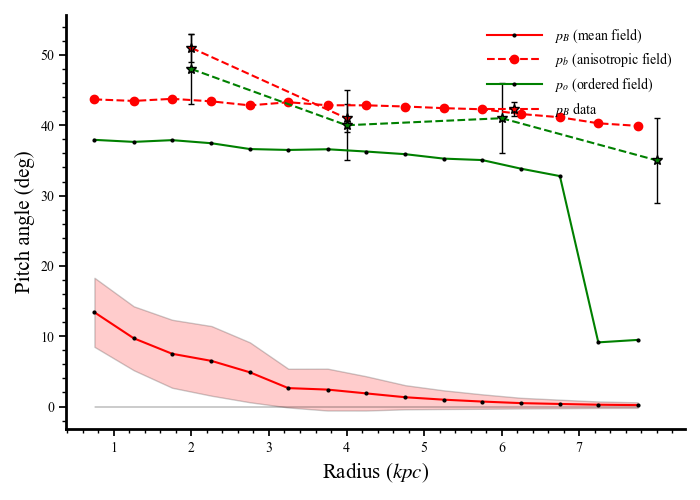 p_B (mean field)
p_b (anisotropic field)
p_o (ordered field)
p_B data
Pitch angle (deg)
50
40
30
20
10
0
1 2 3 4 5 6 7
Radius (kpc)